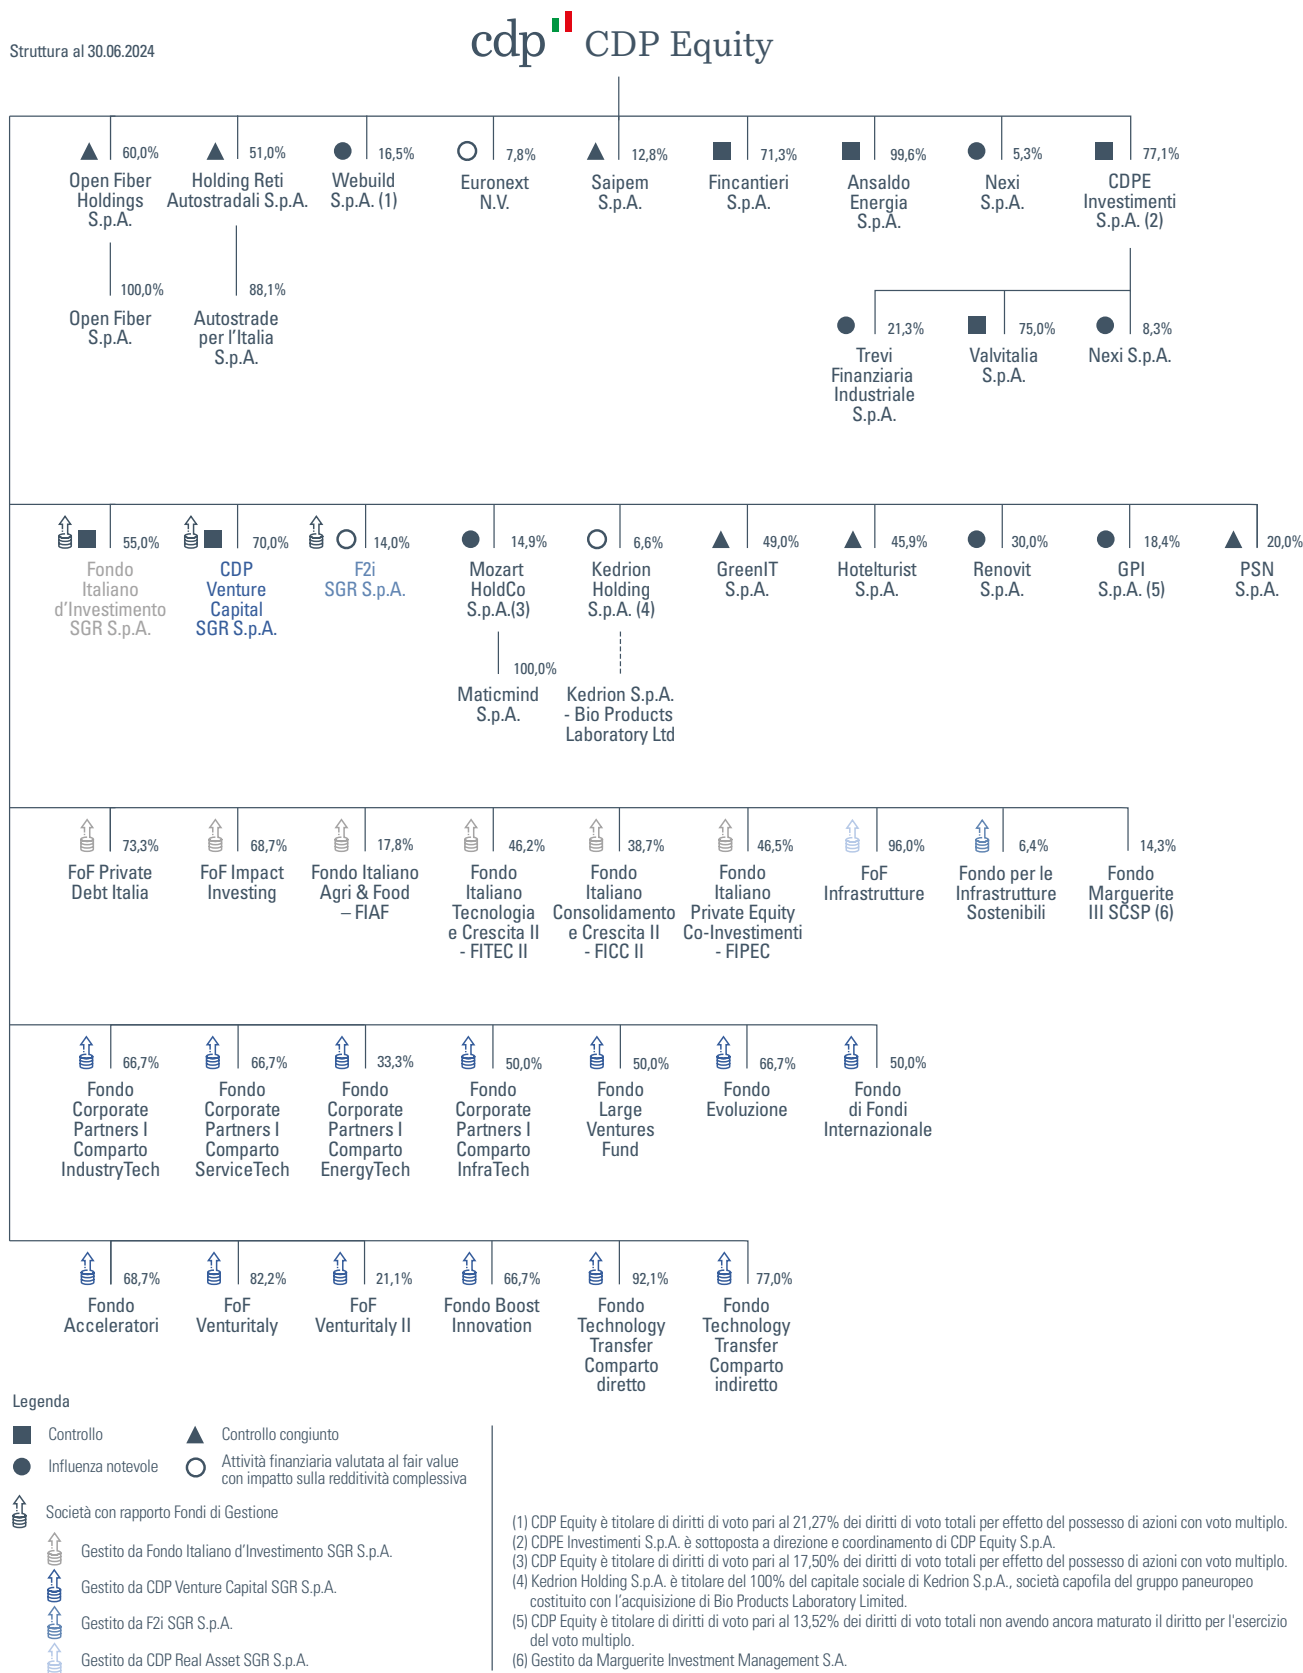 Struttura al 30.06.2024
cdp CDP Equity
60,0%
Open Fiber
Holdings
S.p.A.
51,0%
Holding Reti
Autostradali S.p.A.
16,5%
Webuild
S.p.A. (1)
7,8%
Euronext
N.V.
12,8%
Saipem
S.p.A.
71,3%
Fincantieri
S.p.A.
99,6%
Ansaldo
Energia
S.p.A.
5,3%
Nexi
S.p.A.
77,1%
CDPE
Investimenti
S.p.A. (2)
100,0%
Open Fiber
S.p.A.
88,1%
Autostrade
per l'Italia
S.p.A.
21,3%
Trevi
Finanziaria
Industriale
S.p.A.
75,0%
Valvitalia
S.p.A.
8,3%
Nexi S.p.A.
55,0%
Fondo
Italiano
d'Investimento
SGR S.p.A.
70,0%
CDP
Venture
Capital
SGR S.p.A.
14,0%
F2i
SGR S.p.A.
14,9%
Mozart
HoldCo
S.p.A.(3)
6,6%
Kedrion
Holding
S.p.A. (4)
49,0%
GreenIT
S.p.A.
45,9%
Hotelturist
S.p.A.
30,0%
Renovit
S.p.A.
18,4%
GPI
S.p.A. (5)
20,0%
PSN
S.p.A.
100,0%
Maticmind
S.p.A.
Kedrion S.p.A.
- Bio Products
Laboratory Ltd
73,3%
FoF Private
Debt Italia
68,7%
FoF Impact
Investing
17,8%
Fondo Italiano
Agri & Food
– FIAF
46,2%
Fondo
Italiano
Tecnologia
e Crescita II
- FITEC II
38,7%
Fondo
Italiano
Consolidamento
e Crescita II
- FICC II
46,5%
Fondo
Italiano
Private Equity
Co-Investimenti
- FIPEC
96,0%
FoF
Infrastrutture
6,4%
Fondo per le
Infrastrutture
Sostenibili
14,3%
Fondo
Marguerite
III SCSP (6)
66,7%
Fondo
Corporate
Partners I
Comparto
IndustryTech
66,7%
Fondo
Corporate
Partners I
Comparto
ServiceTech
33,3%
Fondo
Corporate
Partners I
Comparto
EnergyTech
50,0%
Fondo
Corporate
Partners I
Comparto
InfraTech
50,0%
Fondo
Large
Ventures
Fund
66,7%
Fondo
Evoluzione
50,0%
Fondo
di Fondi
Internazionale
68,7%
Fondo
Acceleratori
82,2%
FoF
Venturitaly
21,1%
FoF
Venturitaly II
66,7%
Fondo Boost
Innovation
92,1%
Fondo
Technology
Transfer
Comparto
diretto
77,0%
Fondo
Technology
Transfer
Comparto
indiretto
Legenda
Controllo
Controllo congiunto
Influenza notevole
Attività finanziaria valutata al fair value
con impatto sulla redditività complessiva
Società con rapporto Fondi di Gestione
Gestito da Fondo Italiano d'Investimento SGR S.p.A.
Gestito da CDP Venture Capital SGR S.p.A.
Gestito da F2i SGR S.p.A.
Gestito da CDP Real Asset SGR S.p.A.
(1) CDP Equity è titolare di diritti di voto pari al 21,27% dei diritti di voto totali per effetto del possesso di azioni con voto multiplo.
(2) CDPE Investimenti S.p.A. è sottoposta a direzione e coordinamento di CDP Equity S.p.A.
(3) CDP Equity è titolare di diritti di voto pari al 17,50% dei diritti di voto totali per effetto del possesso di azioni con voto multiplo.
(4) Kedrion Holding S.p.A. è titolare del 100% del capitale sociale di Kedrion S.p.A., società capofila del gruppo paneuropeo
costituito con l'acquisizione di Bio Products Laboratory Limited.
(5) CDP Equity è titolare di diritti di voto pari al 13,52% dei diritti di voto totali non avendo ancora maturato il diritto per l'esercizio
del voto multiplo.
(6) Gestito da Marguerite Investment Management S.A.